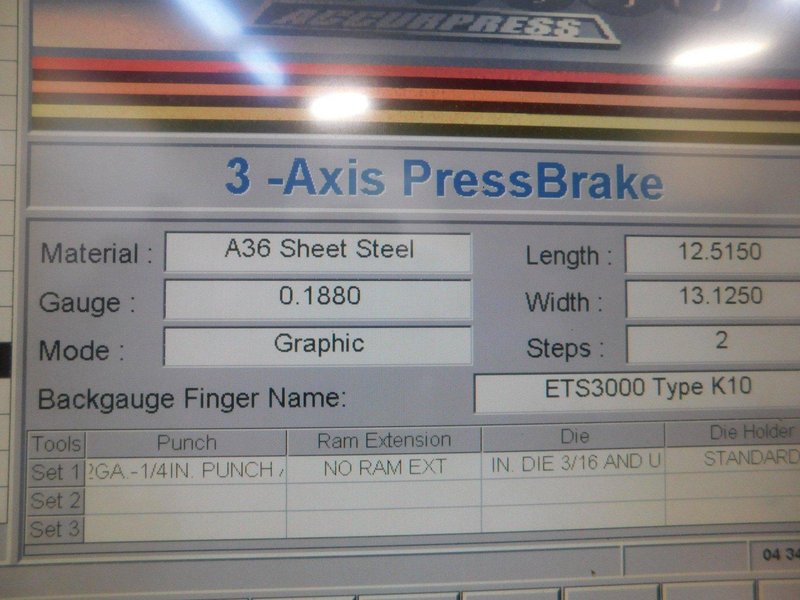 ACCURPRESS
3 -Axis PressBrake
Material : A36 Sheet Steel Length : 12.5150
Gauge : 0.1880 Width : 13.1250
Mode : Graphic Steps : 2
Backgauge Finger Name: ETS3000 Type K10
Tools Punch Ram Extension Die Die Holder
Set 1 2GA.-1/4IN. PUNCH NO RAM EXT IN. DIE 3/16 AND U STANDARD
Set 2
Set 3
04 34